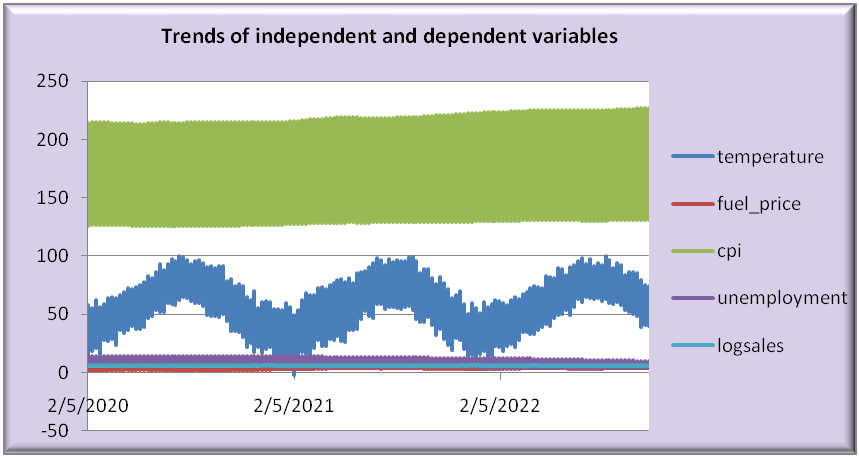 Trends of independent and dependent variables
250
200
150
100
50
0
-50
2/5/2020
2/5/2021
2/5/2022
temperature
fuel_price
cpi
unemployment
logsales